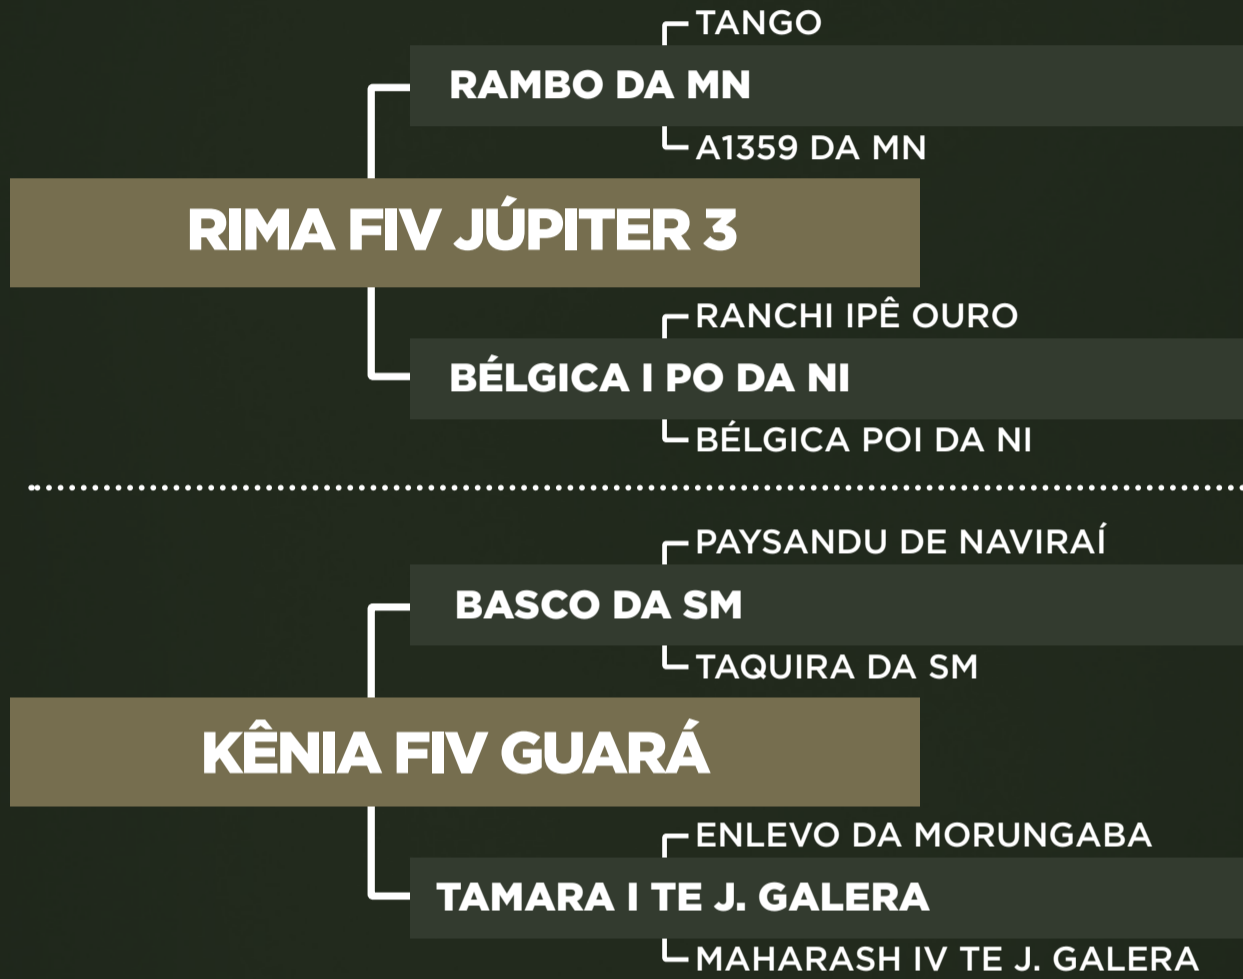 TANGO
RAMBO DA MN
A1359 DA MN
RIMA FIV JÚPITER 3
RANCHI IPÊ OURO
BÉLGICA I PO DA NI
BÉLGICA POI DA NI
PAYSANDU DE NAVIRAÍ
BASCO DA SM
TAQUIRA DA SM
KÊNIA FIV GUARÁ
ENLEVO DA MORUNGABA
TAMARA I TE J. GALERA
MAHARASH IV TE J. GALERA